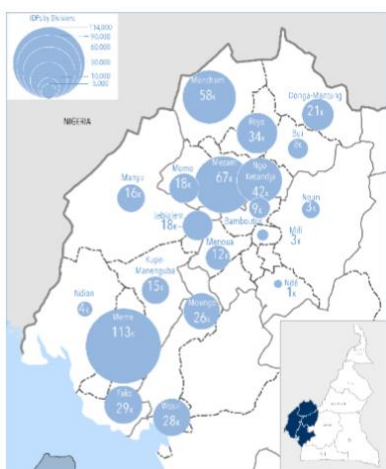 IDPs by Divisions
114,000
90,000
60,000
30,000
10,000
5,000
NIGERIA
Menchum
58K
Donga-Mantung
21K
Boyo
34K
Bui
8K
Mezam
67K
Ngo
Ketundja
42K
Momo
18K
Manyu
16K
9K
Bamboutos
Noun
3K
Lebialem
18K
Mifi
3K
Menoua
12K
Kupe-
Manenguba
15K
Ndé
1K
Ndian
4K
Moungo
26K
Meme
113K
Fako
29K
Wouri
28K